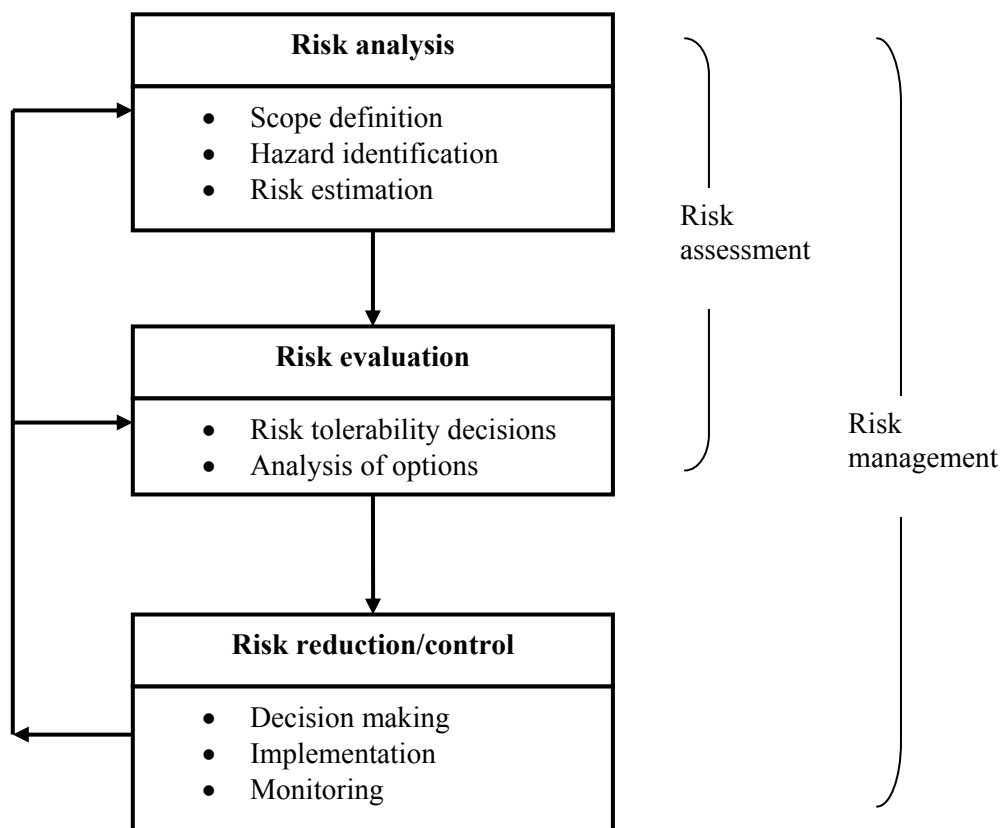 Risk analysis
• Scope definition
• Hazard identification
• Risk estimation
Risk
assessment
Risk evaluation
• Risk tolerability decisions
• Analysis of options
Risk
management
Risk reduction/control
• Decision making
• Implementation
• Monitoring